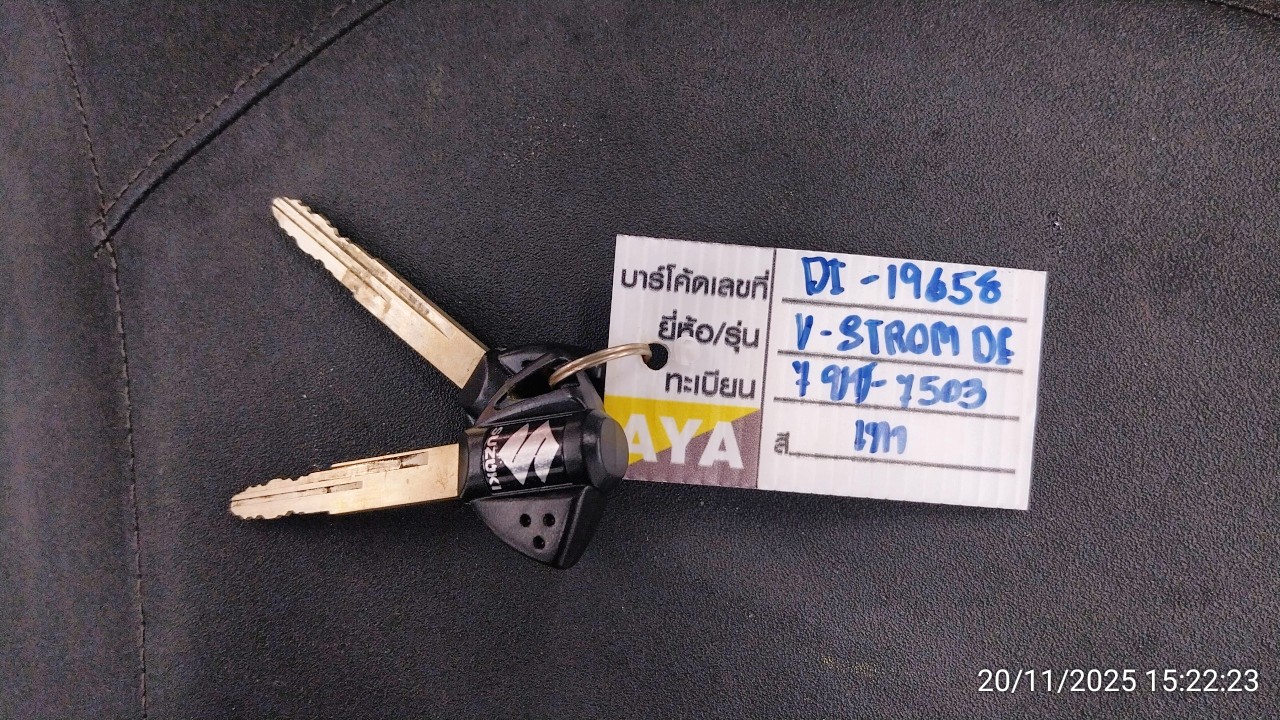 บาร์โค้ดเลขที่ DI-19658
ยี่ห้อ/รุ่น V-STROM DE
ทะเบียน 7 ขท-7503
AYA สี เทา
SUZUKI
20/11/2025 15:22:23